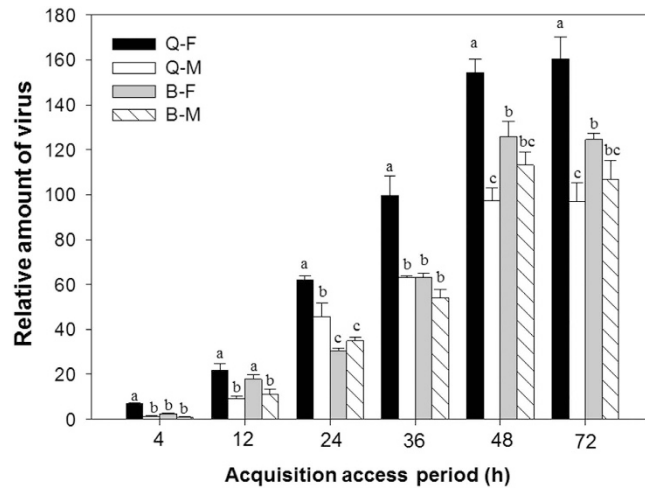 180
160
140
120
100
80
60
40
20
0
Relative amount of virus
Q-F
Q-M
B-F
B-M
a b b b
a b a b
a b c c
a b b b
a c b bc
a c b bc
4 12 24 36 48 72
Acquisition access period (h)